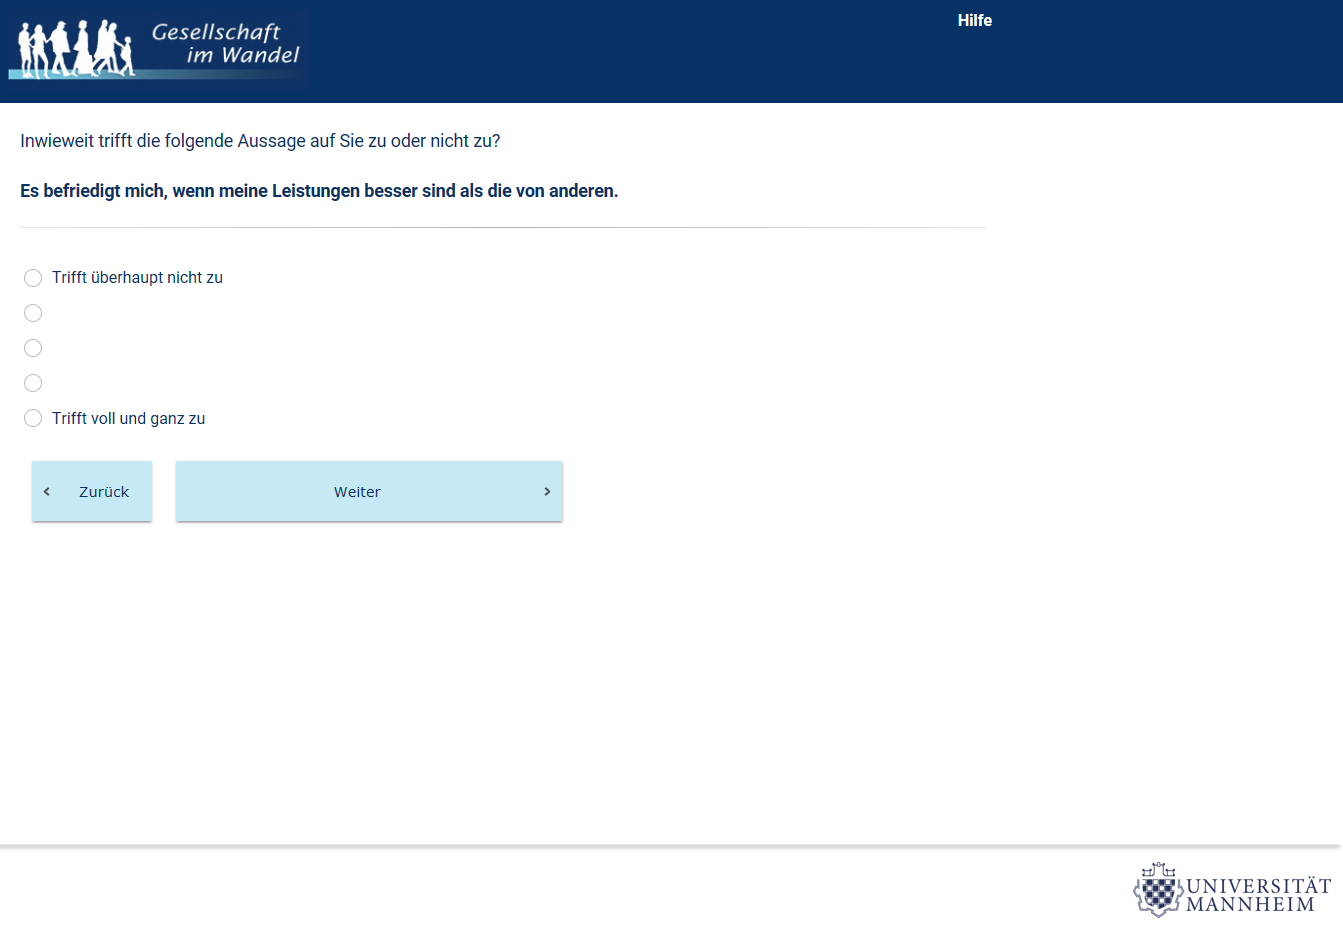 Gesellschaft
im Wandel
Hilfe
Inwieweit trifft die folgende Aussage auf Sie zu oder nicht zu?
Es befriedigt mich, wenn meine Leistungen besser sind als die von anderen.
Trifft überhaupt nicht zu
Trifft voll und ganz zu
Zurück
Weiter
UNIVERSITÄT
MANNHEIM